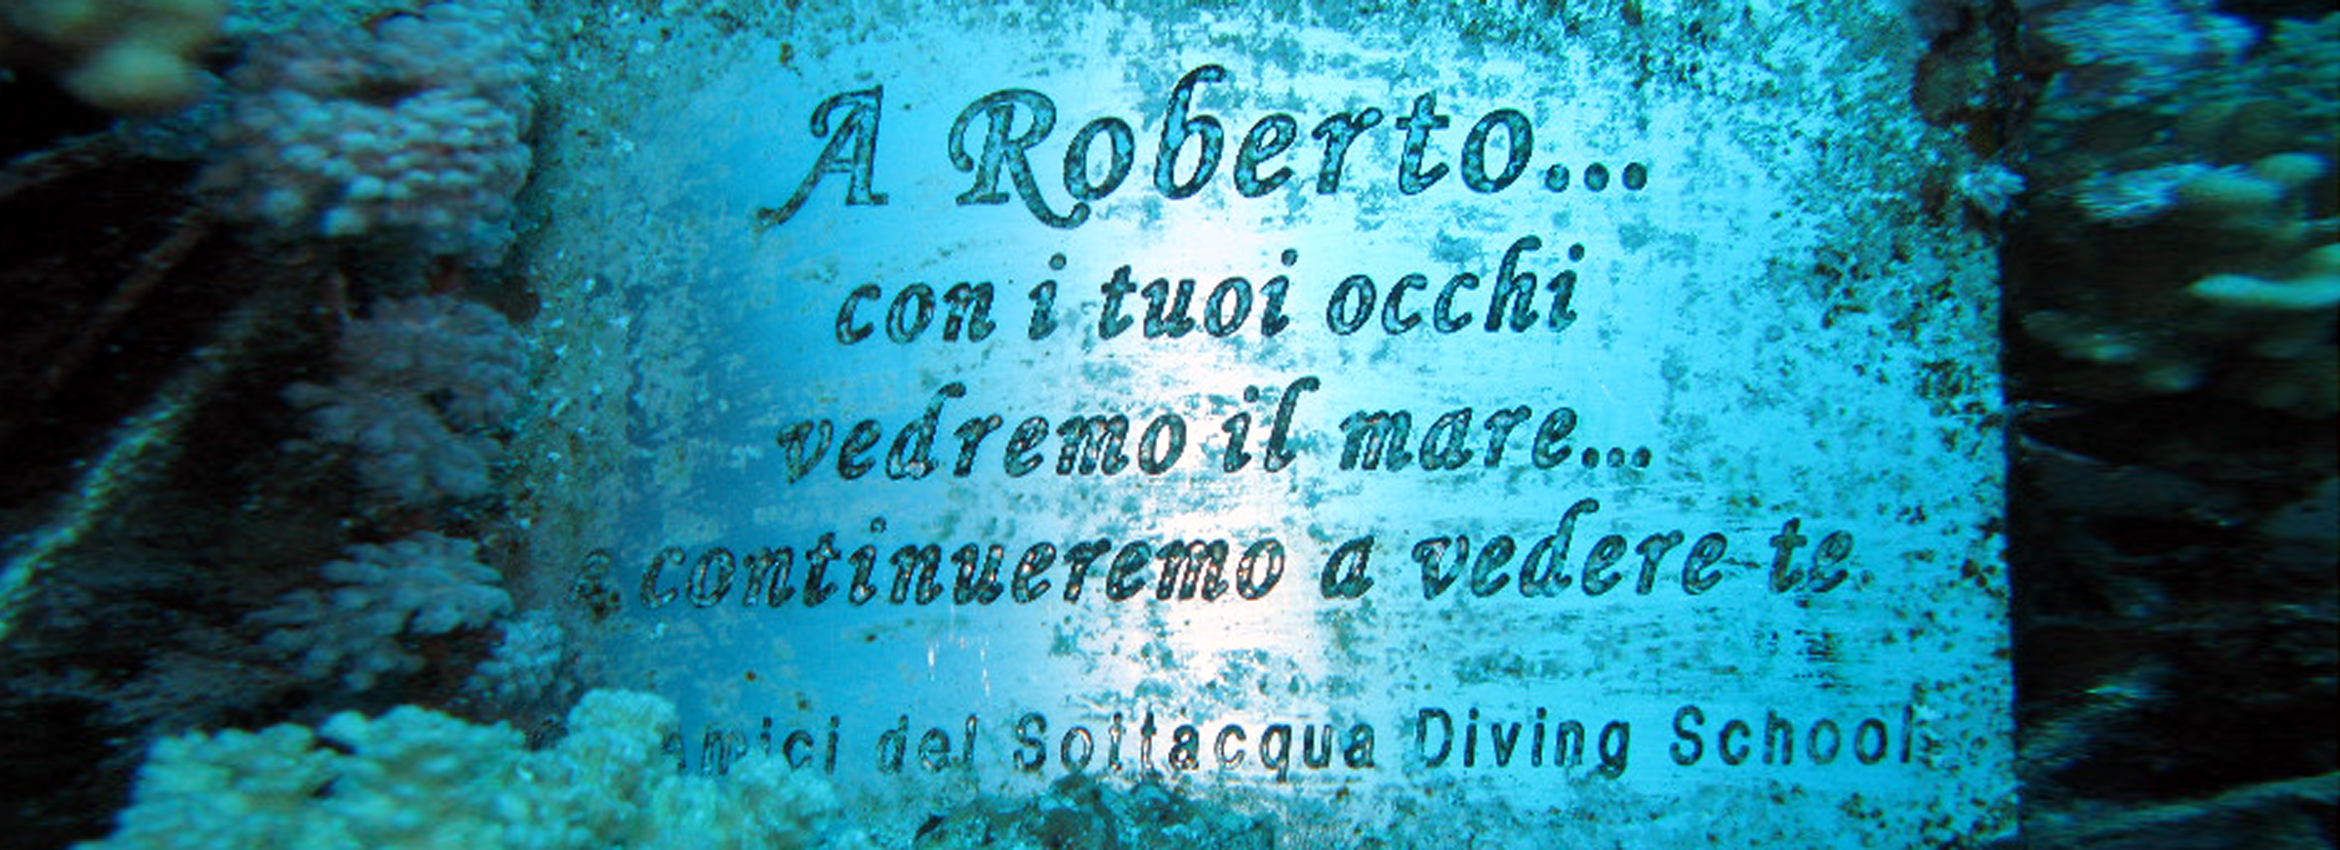 A Roberto...
con i tuoi occhi
vedremo il mare...
e continueremo a vedere te
Amici del Sottacqua Diving School